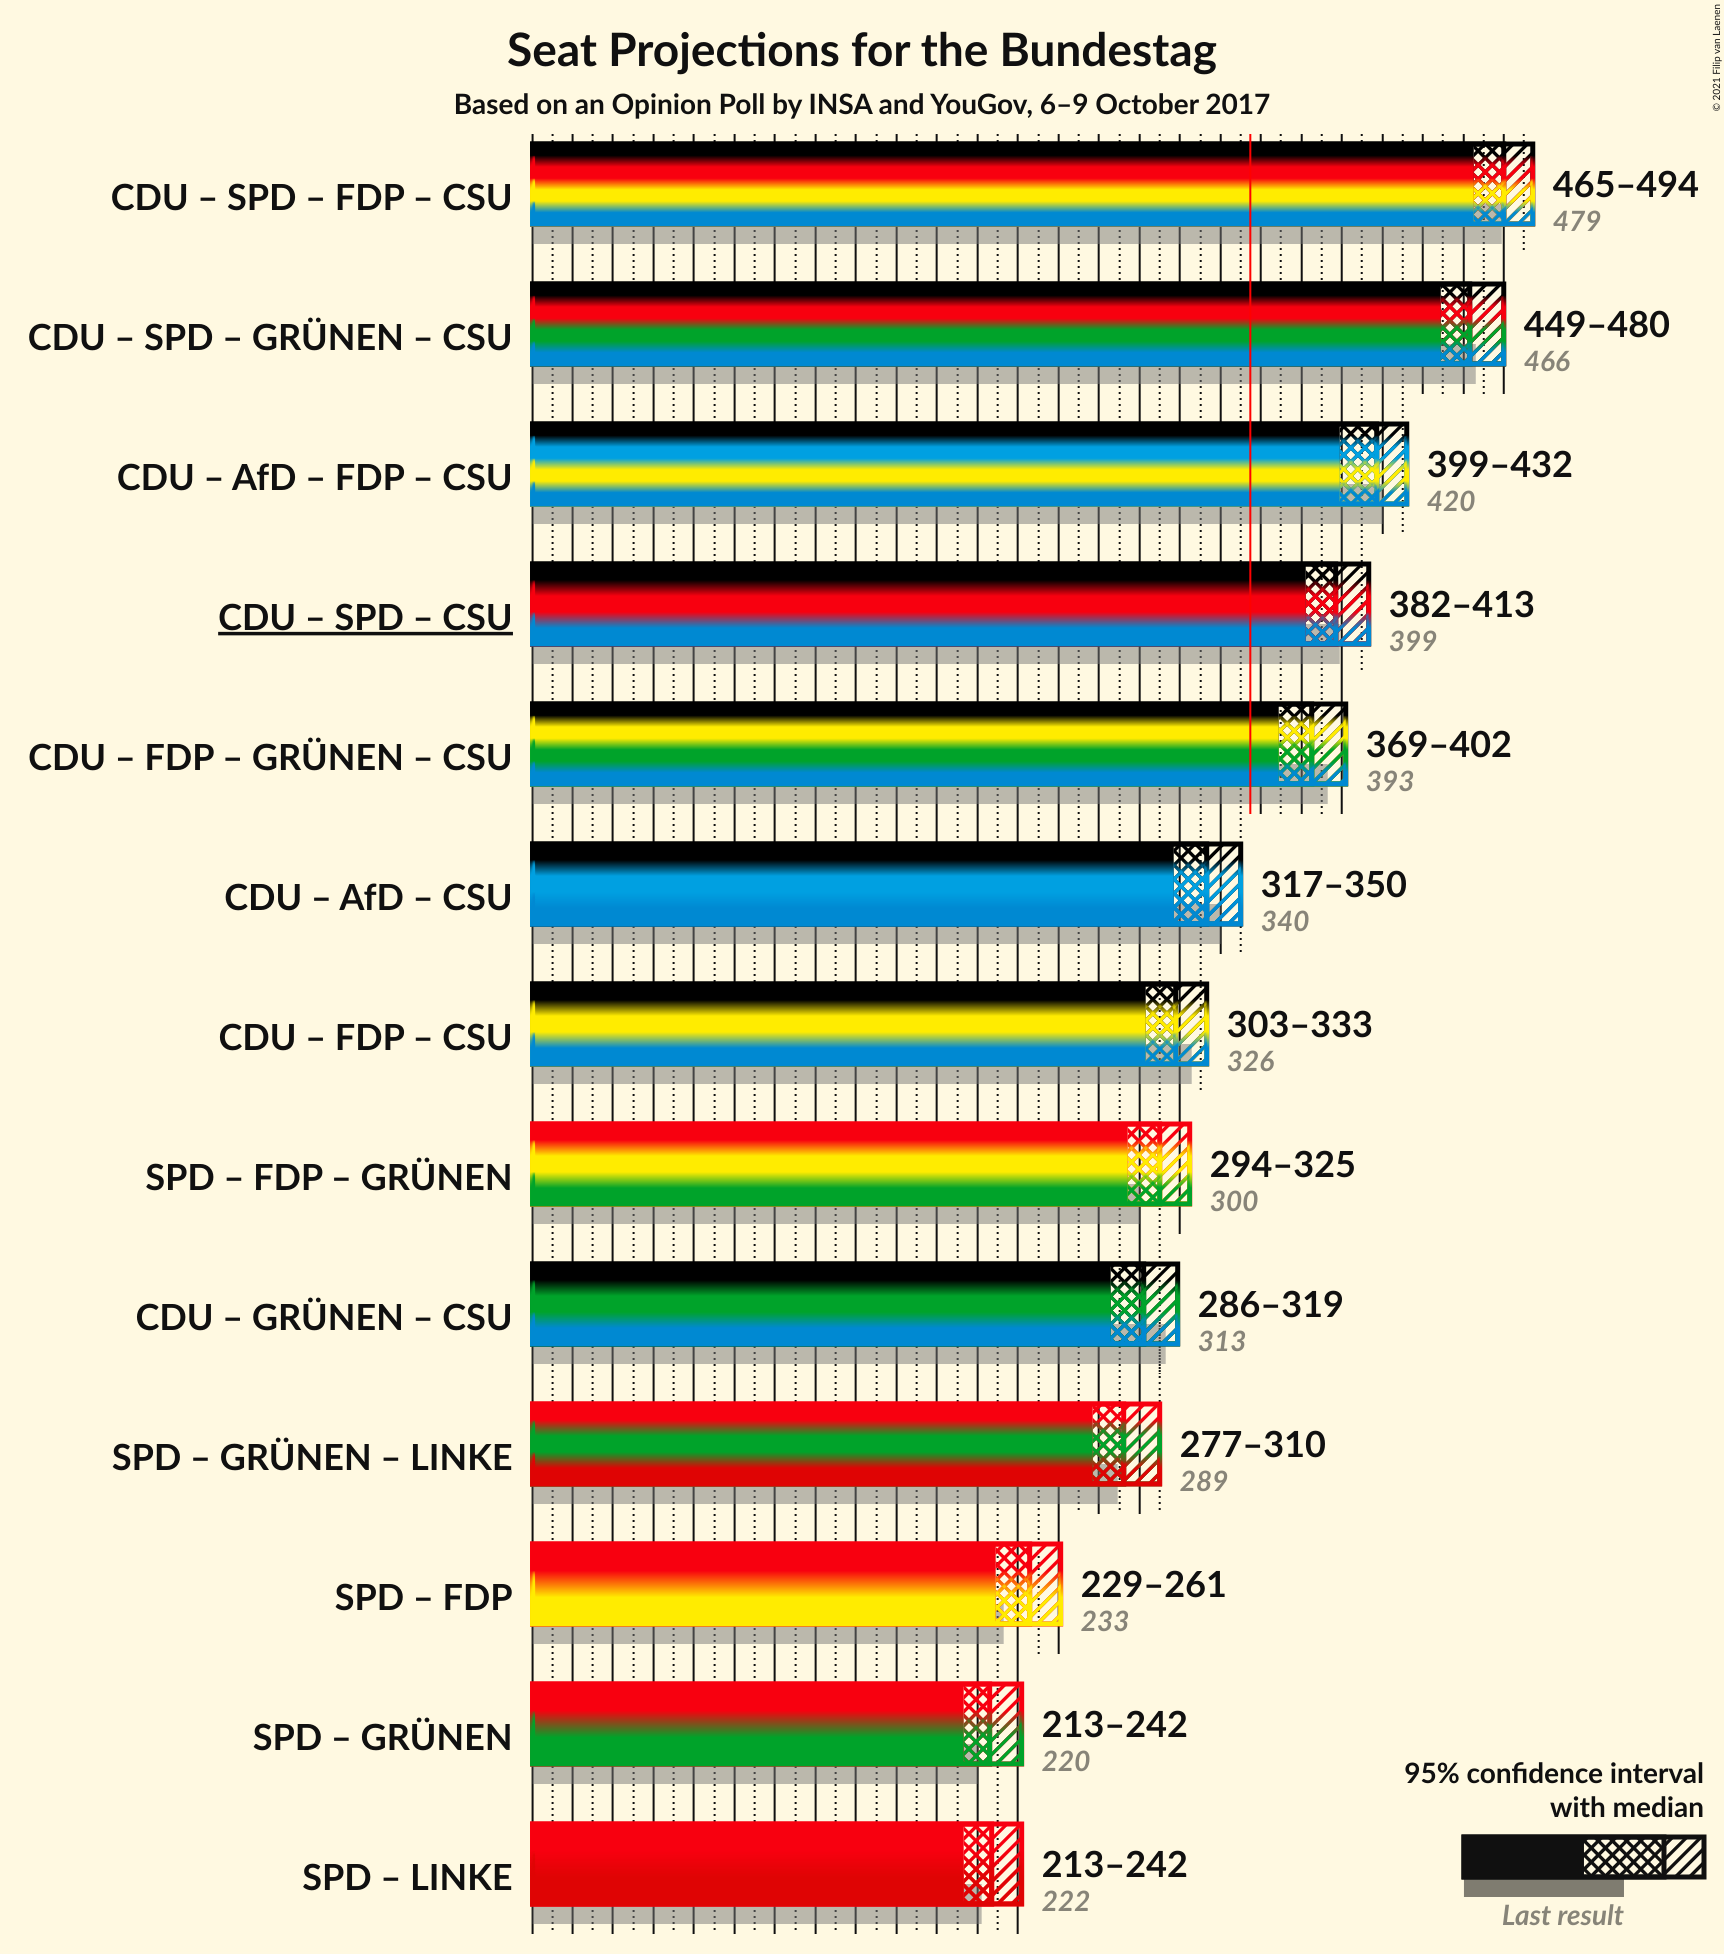 Seat Projections for the Bundestag
Based on an Opinion Poll by INSA and YouGov, 6–9 October 2017
© 2021 Filip van Laenen
CDU – SPD – FDP – CSU
465–494
479
CDU – SPD – GRÜNEN – CSU
449–480
466
CDU – AfD – FDP – CSU
399–432
420
CDU – SPD – CSU
382–413
399
CDU – FDP – GRÜNEN – CSU
369–402
393
CDU – AfD – CSU
317–350
340
CDU – FDP – CSU
303–333
326
SPD – FDP – GRÜNEN
294–325
300
CDU – GRÜNEN – CSU
286–319
313
SPD – GRÜNEN – LINKE
277–310
289
SPD – FDP
229–261
233
SPD – GRÜNEN
213–242
220
SPD – LINKE
213–242
222
95% confidence interval
with median
Last result